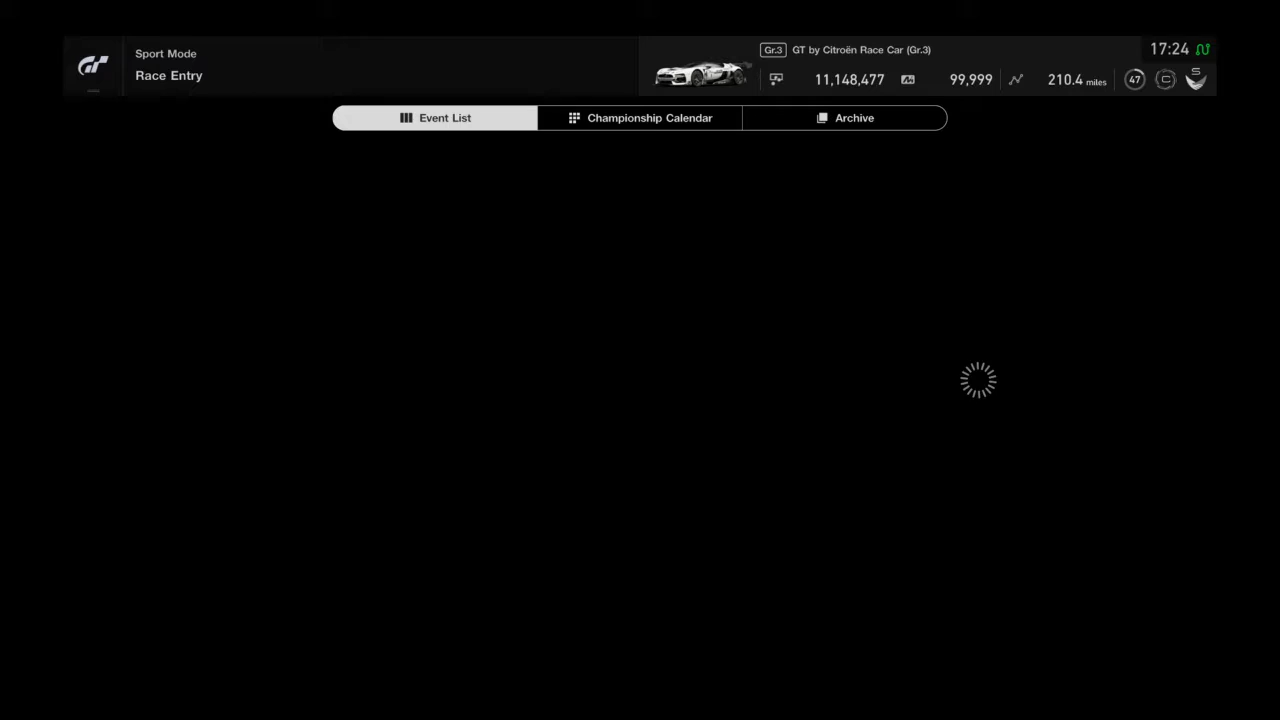 Sport Mode
Race Entry
Gr.3 GT by Citroën Race Car (Gr.3)
11,148,477 99,999 210.4 miles 47 C S
17:24
Event List Championship Calendar Archive